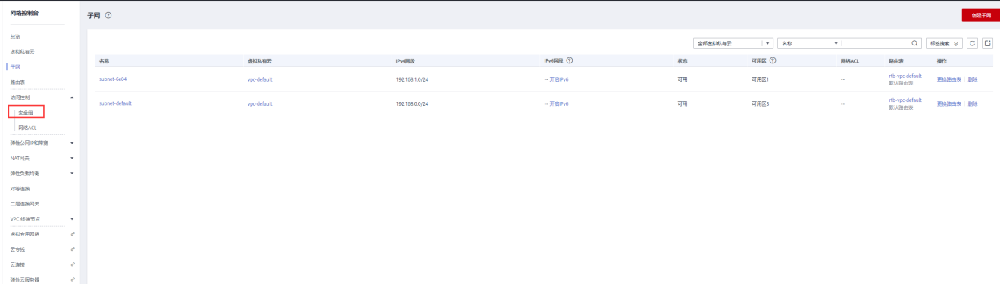 网络控制台
总览
虚拟私有云
子网
路由表
访问控制
安全组
网络ACL
弹性公网IP和带宽
NAT网关
弹性负载均衡
对等连接
二层连接网关
VPC 终端节点
虚拟专用网络
云专线
云连接
弹性云服务器
子网
创建子网
全部虚拟私有云 名称 标签搜索
名称 虚拟私有云 IPv4网段 IPv6网段 状态 可用区 网络ACL 路由表 操作
subnet-6e04 vpc-default 192.168.1.0/24 -- 开启IPv6 可用 可用区1 -- rtb-vpc-default 更换路由表 删除
默认路由表
subnet-default vpc-default 192.168.0.0/24 -- 开启IPv6 可用 可用区3 -- rtb-vpc-default 更换路由表 删除
默认路由表